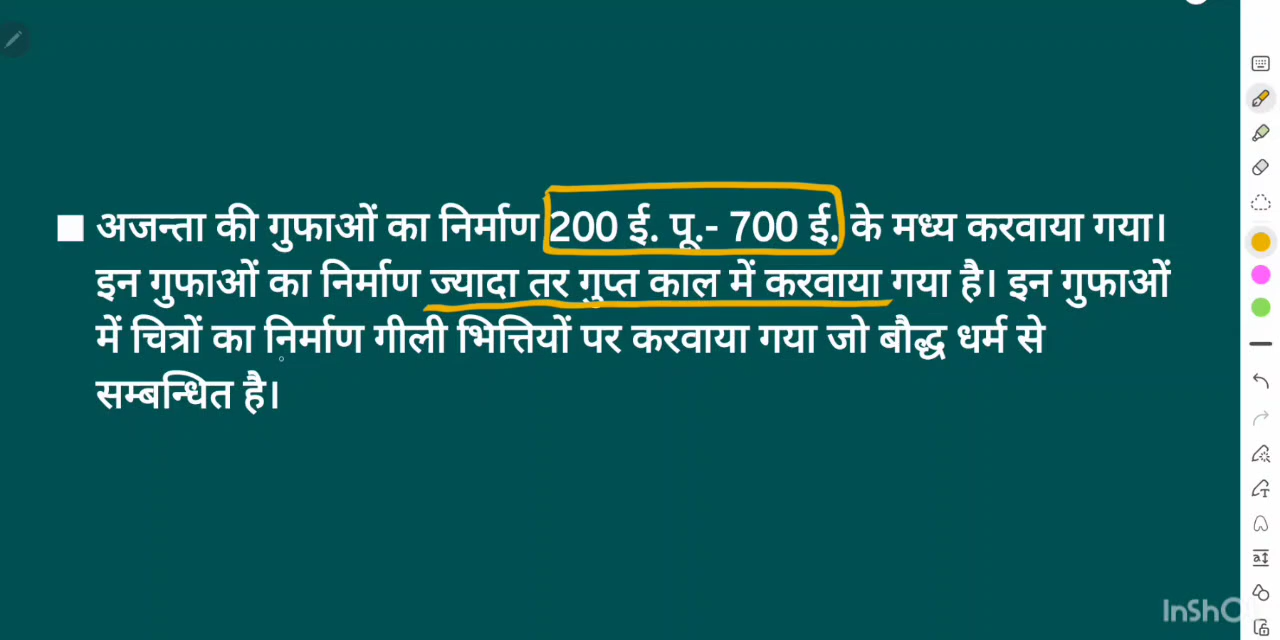 ■ अजन्ता की गुफाओं का निर्माण 200 ई. पू.- 700 ई. के मध्य करवाया गया।
इन गुफाओं का निर्माण ज्यादा तर गुप्त काल में करवाया गया है। इन गुफाओं
में चित्रों का निर्माण गीली भित्तियों पर करवाया गया जो बौद्ध धर्म से
सम्बन्धित है।